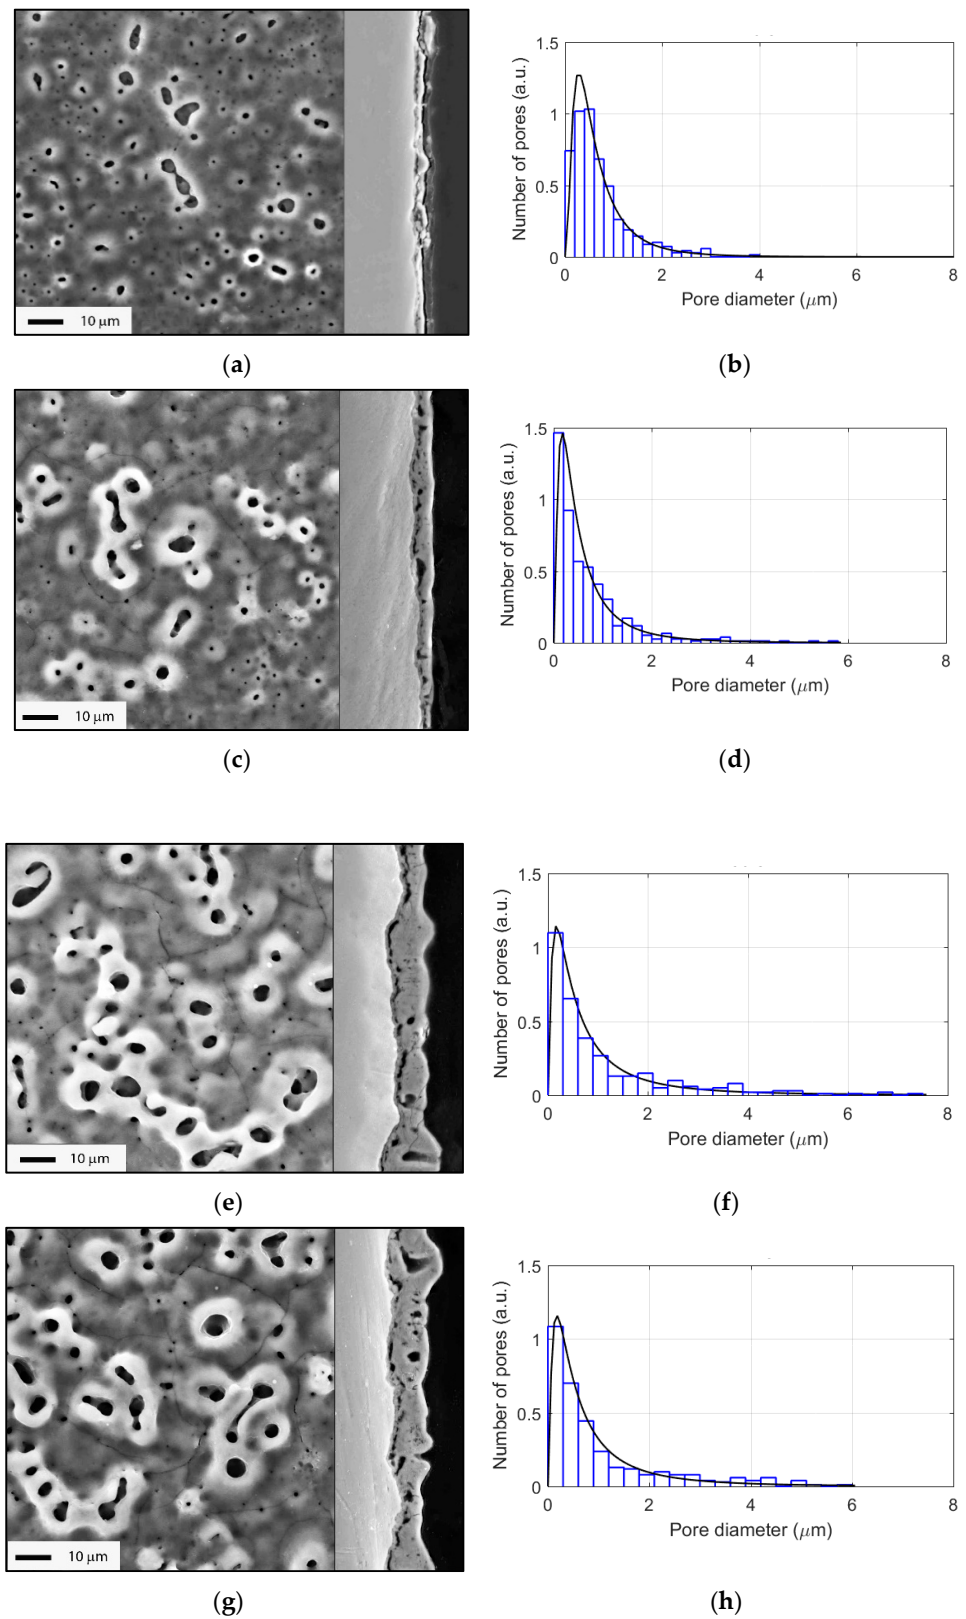 10 μm
1.5
1
0.5
0
0 2 4 6 8
Number of pores (a.u.)
Pore diameter (μm)
(a)
(b)
10 μm
1.5
1
0.5
0
0 2 4 6 8
Number of pores (a.u.)
Pore diameter (μm)
(c)
(d)
10 μm
1.5
1
0.5
0
0 2 4 6 8
Number of pores (a.u.)
Pore diameter (μm)
(e)
(f)
10 μm
1.5
1
0.5
0
0 2 4 6 8
Number of pores (a.u.)
Pore diameter (μm)
(g)
(h)